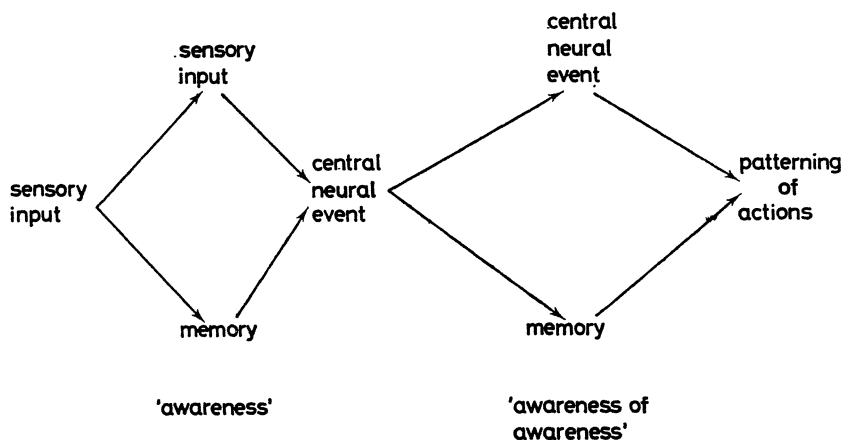 sensory
input
sensory
input
memory
central
neural
event
central
neural
event
memory
patterning
of
actions
'awareness'
'awareness of
awareness'